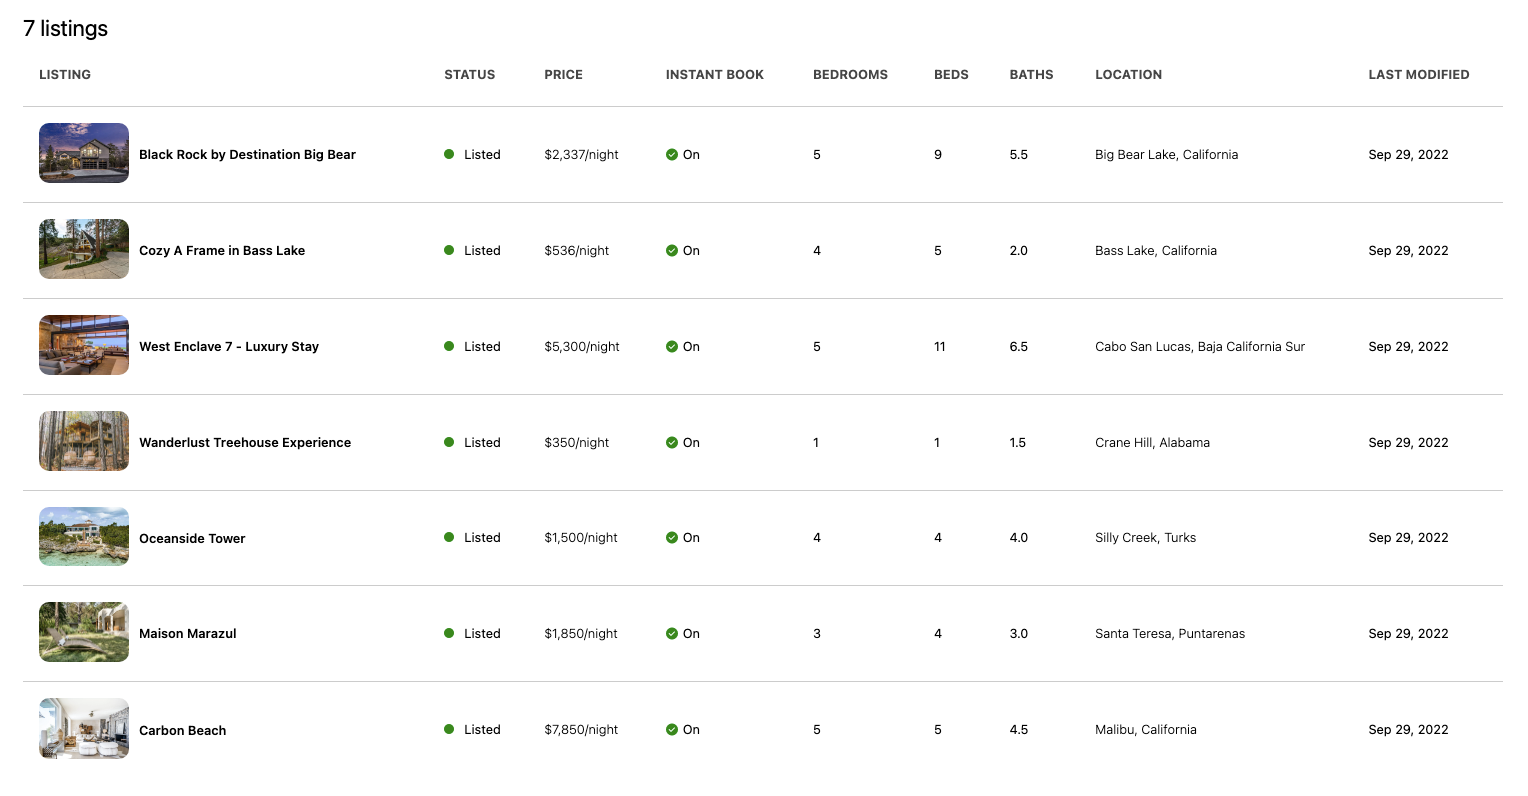 7 listings
LISTING STATUS PRICE INSTANT BOOK BEDROOMS BEDS BATHS LOCATION LAST MODIFIED
Black Rock by Destination Big Bear Listed $2,337/night On 5 9 5.5 Big Bear Lake, California Sep 29, 2022
Cozy A Frame in Bass Lake Listed $536/night On 4 5 2.0 Bass Lake, California Sep 29, 2022
West Enclave 7 - Luxury Stay Listed $5,300/night On 5 11 6.5 Cabo San Lucas, Baja California Sur Sep 29, 2022
Wanderlust Treehouse Experience Listed $350/night On 1 1 1.5 Crane Hill, Alabama Sep 29, 2022
Oceanside Tower Listed $1,500/night On 4 4 4.0 Silly Creek, Turks Sep 29, 2022
Maison Marazul Listed $1,850/night On 3 4 3.0 Santa Teresa, Puntarenas Sep 29, 2022
Carbon Beach Listed $7,850/night On 5 5 4.5 Malibu, California Sep 29, 2022